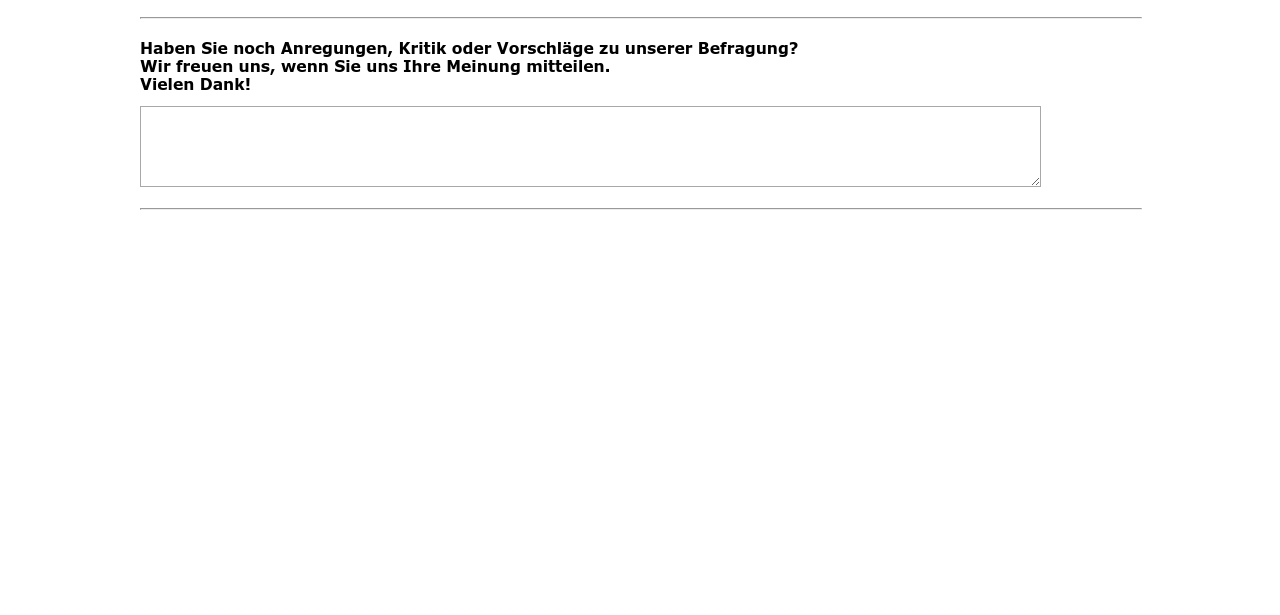 Haben Sie noch Anregungen, Kritik oder Vorschläge zu unserer Befragung?
Wir freuen uns, wenn Sie uns Ihre Meinung mitteilen.
Vielen Dank!